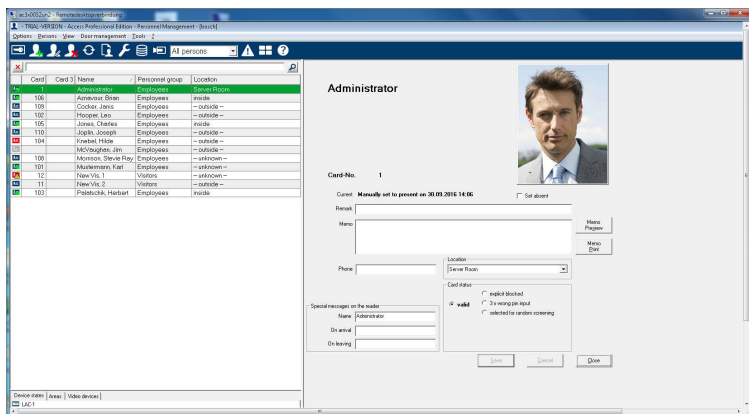 ac3x0052un2 - Remotedesktopverbindung
- TRIAL-VERSION - Access Professional Edition - Personnel Management - [bosch]
Options Persons View Door management Tools ?
All persons
Card Card 3 Name Personnel group Location
1 Administrator Employees Server Room
106 Aznavour, Brian Employees inside
109 Cocker, Janis Employees -- outside --
102 Hooper, Leo Employees -- outside --
105 Jones, Charles Employees inside
110 Joplin, Joseph Employees -- outside --
104 Knebel, Hilde Employees -- outside --
McVaughan, Jim Employees -- outside --
108 Morrison, Stevie Ray Employees -- unknown --
101 Mustermann, Karl Employees -- unknown --
12 New Vis, 1 Visitors -- unknown --
11 New Vis, 2 Visitors -- outside --
103 Palatschik, Herbert Employees inside
Device states Areas Video devices
LAC-1
Administrator
Card-No. 1
Current Manually set to present on 30.09.2016 14:06
Set absent
Remark
Memo
Memo Preview
Memo Print
Phone
Location
Server Room
Card status
valid
explicit blocked
3 x wrong pin input
selected for random screening
Special messages on the reader
Name Administrator
On arrival
On leaving
Save Cancel Close